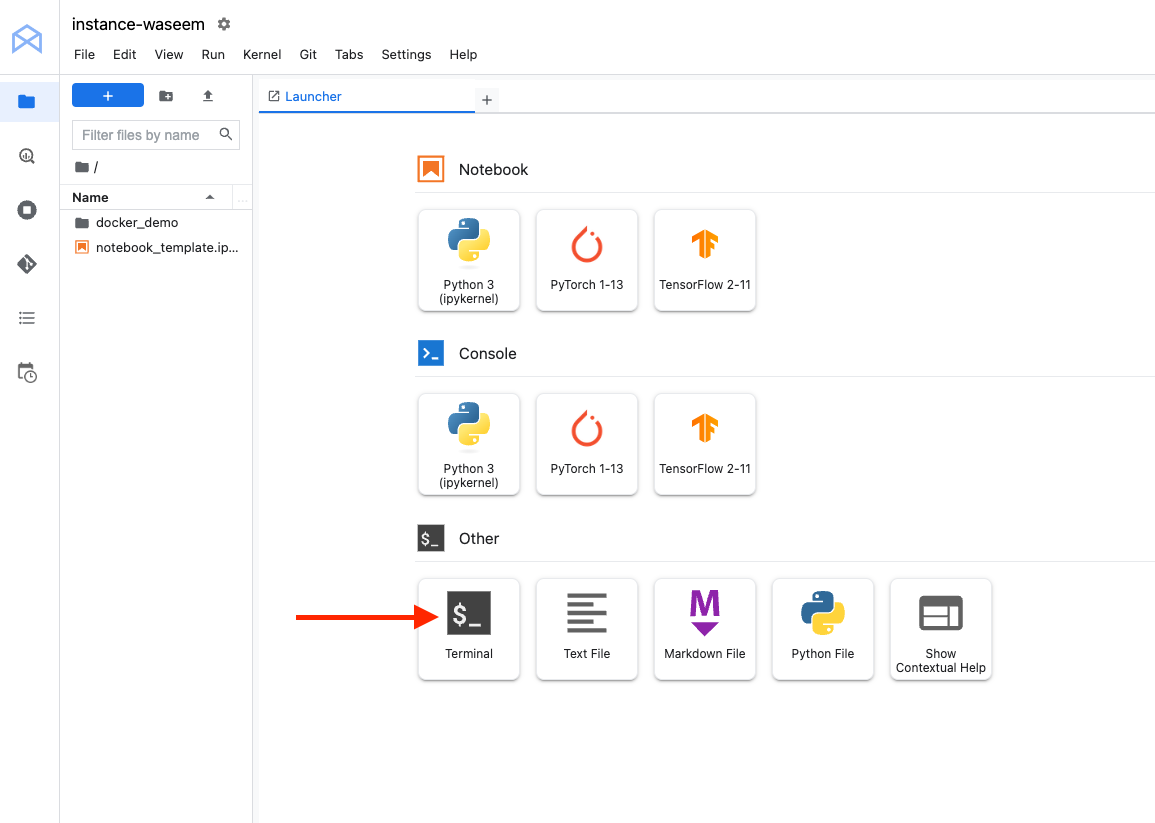 instance-waseem
File Edit View Run Kernel Git Tabs Settings Help
+
Launcher
+
Filter files by name
/
Name
...
docker_demo
notebook_template.ip...
Notebook
Python 3
(ipykernel)
PyTorch 1-13
TensorFlow 2-11
Console
Python 3
(ipykernel)
PyTorch 1-13
TensorFlow 2-11
$_ Other
$_
Terminal
Text File
M
Markdown File
Python File
Show
Contextual Help